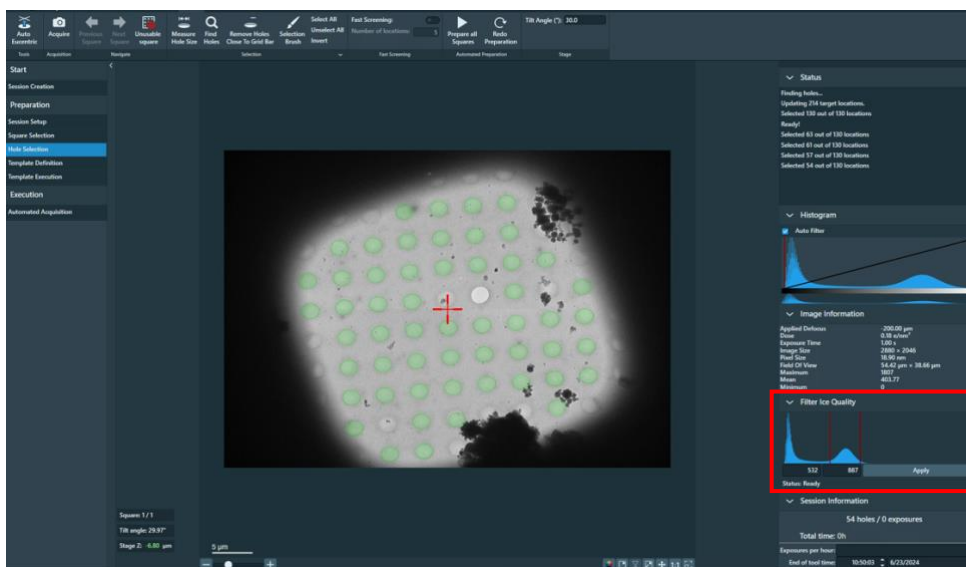 Auto Eucentric
Acquire
Previous Square
Next Square
Unusable square
Measure Hole Size
Find Holes
Remove Holes Close To Grid Bar
Selection Brush
Select All
Unselect All
Invert
Fast Screening:
Number of locations: 5
Prepare all Squares
Redo Preparation
Tilt Angle (°): 30.0
Tools
Acquisition
Navigate
Selection
Fast Screening
Automated Preparation
Stage
Start
Session Creation
Preparation
Session Setup
Square Selection
Hole Selection
Template Definition
Template Execution
Execution
Automated Acquisition
Square: 1 / 1
Tilt angle: 29.97°
Stage Z: -6.80 µm
5 µm
1:1
Status
Finding holes...
Updating 214 target locations.
Selected 130 out of 130 locations
Ready!
Selected 63 out of 130 locations
Selected 61 out of 130 locations
Selected 57 out of 130 locations
Selected 54 out of 130 locations
Histogram
Auto Filter
Image Information
Applied Defocus -200.00 µm
Dose 0.18 e/nm²
Exposure Time 1.00 s
Image Size 2880 × 2046
Pixel Size 18.90 nm
Field Of View 54.42 µm × 38.66 µm
Maximum 1807
Mean 403.77
Minimum 0
Filter Ice Quality
532 887 Apply
Status: Ready
Session Information
54 holes / 0 exposures
Total time: 0h
Exposures per hour:
End of tool time: 10:50:03 6/23/2024